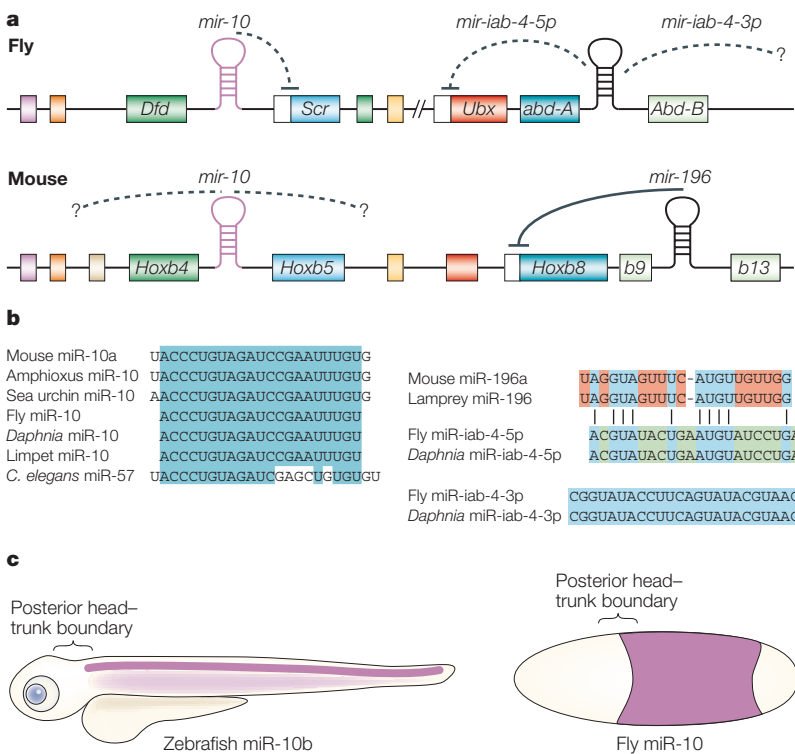 a
Fly
mir-10
mir-iab-4-5p
mir-iab-4-3p
?
Dfd
Scr
//
Ubx
abd-A
Abd-B
Mouse
mir-10
mir-196
?
?
Hoxb4
Hoxb5
Hoxb8
b9
b13
b
Mouse miR-10a UACCCUGUAGAUCCGAAUUUGUG
Amphioxus miR-10 UACCCUGUAGAUCCGAAUUUGUG
Sea urchin miR-10 AACCCUGUAGAUCCGAAUUUGUG
Fly miR-10 ACCCUGUAGAUCCGAAUUUGU
Daphnia miR-10 ACCCUGUAGAUCCGAAUUUGU
Limpet miR-10 ACCCUGUAGAUCCGAAUUUGU
C. elegans miR-57 UACCCUGUAGAUCGAGCUGUGUGU
Mouse miR-196a UAGGUAGUUUC-AUGUUGUUGG
Lamprey miR-196 UAGGUAGUUUC-AUGUUGUUGG
Fly miR-iab-4-5p ACGUAUACUGAAUGUAUCCUGA
Daphnia miR-iab-4-5p ACGUAUACUGAAUGUAUCCUGA
Fly miR-iab-4-3p CGGUAUACCUUCAGUAUACGUAAC
Daphnia miR-iab-4-3p CGGUAUACCUUCAGUAUACGUAAC
c
Posterior head–
trunk boundary
Zebrafish miR-10b
Posterior head–
trunk boundary
Fly miR-10